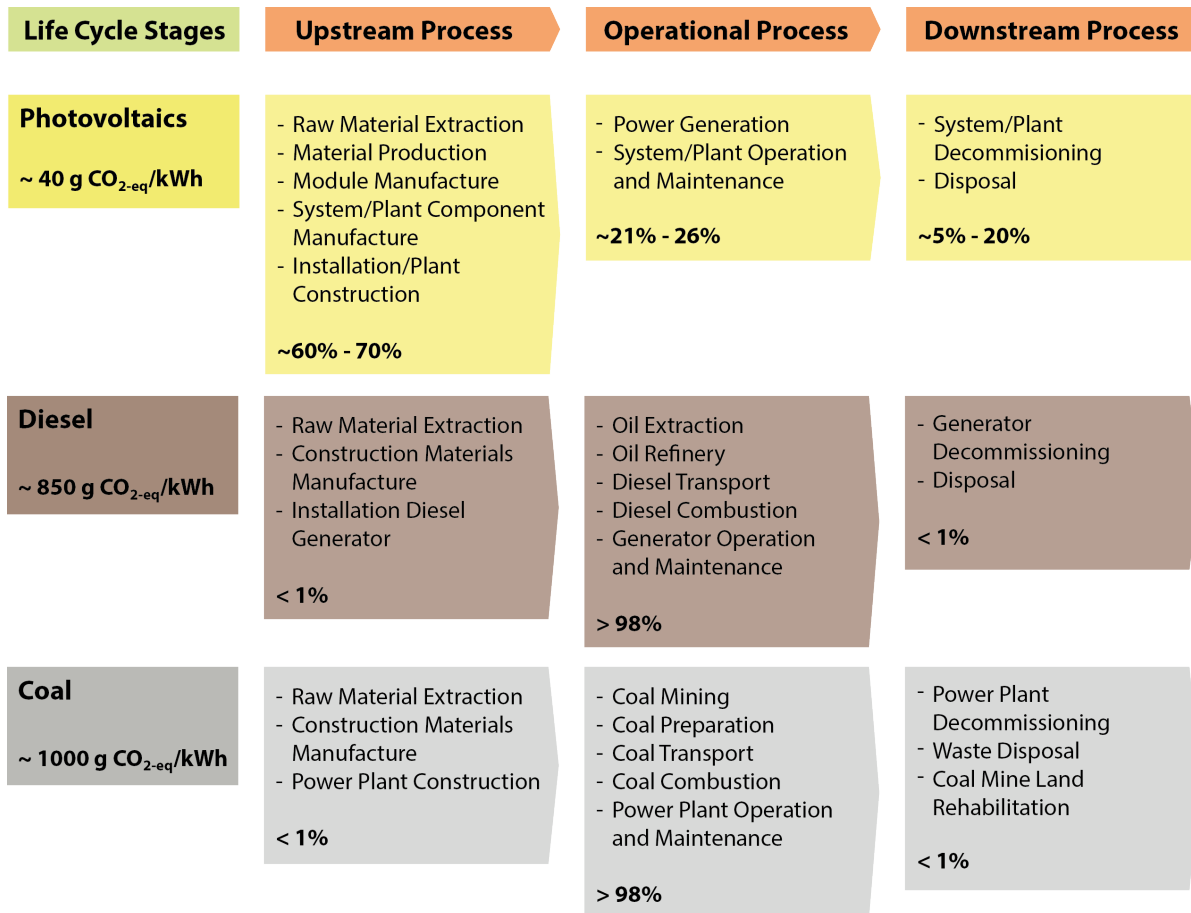 Life Cycle Stages
Upstream Process
Operational Process
Downstream Process
Photovoltaics
~ 40 g CO2-eq/kWh
- Raw Material Extraction
- Material Production
- Module Manufacture
- System/Plant Component
Manufacture
- Installation/Plant
Construction
~60% - 70%
- Power Generation
- System/Plant Operation
and Maintenance
~21% - 26%
- System/Plant
Decommisioning
- Disposal
~5% - 20%
Diesel
~ 850 g CO2-eq/kWh
- Raw Material Extraction
- Construction Materials
Manufacture
- Installation Diesel
Generator
< 1%
- Oil Extraction
- Oil Refinery
- Diesel Transport
- Diesel Combustion
- Generator Operation
and Maintenance
> 98%
- Generator
Decommissioning
- Disposal
< 1%
Coal
~ 1000 g CO2-eq/kWh
- Raw Material Extraction
- Construction Materials
Manufacture
- Power Plant Construction
< 1%
- Coal Mining
- Coal Preparation
- Coal Transport
- Coal Combustion
- Power Plant Operation
and Maintenance
> 98%
- Power Plant
Decommissioning
- Waste Disposal
- Coal Mine Land
Rehabilitation
< 1%